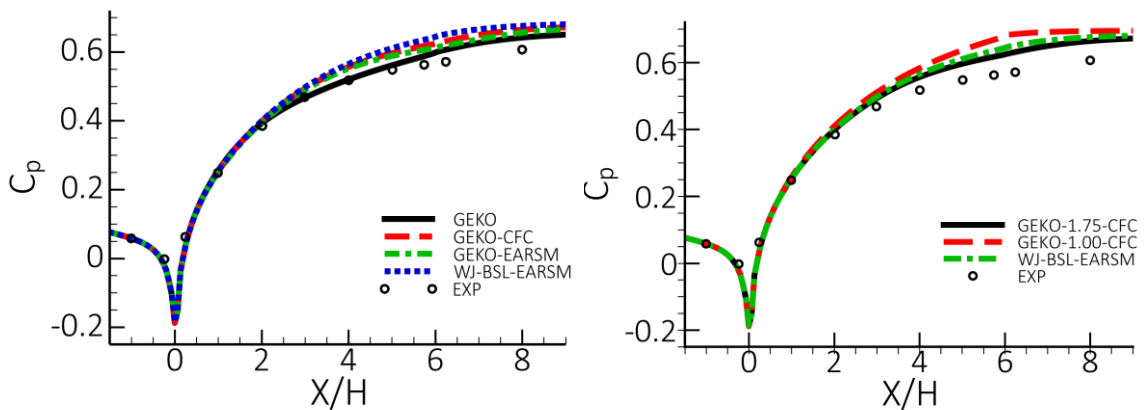 0.6
0.4
0.2
0
-0.2
Cp
0
2
4
6
8
X/H
GEKO
GEKO-CFC
GEKO-EARSM
WJ-BSL-EARSM
EXP
0.6
0.4
0.2
0
-0.2
Cp
0
2
4
6
8
X/H
GEKO-1.75-CFC
GEKO-1.00-CFC
WJ-BSL-EARSM
EXP